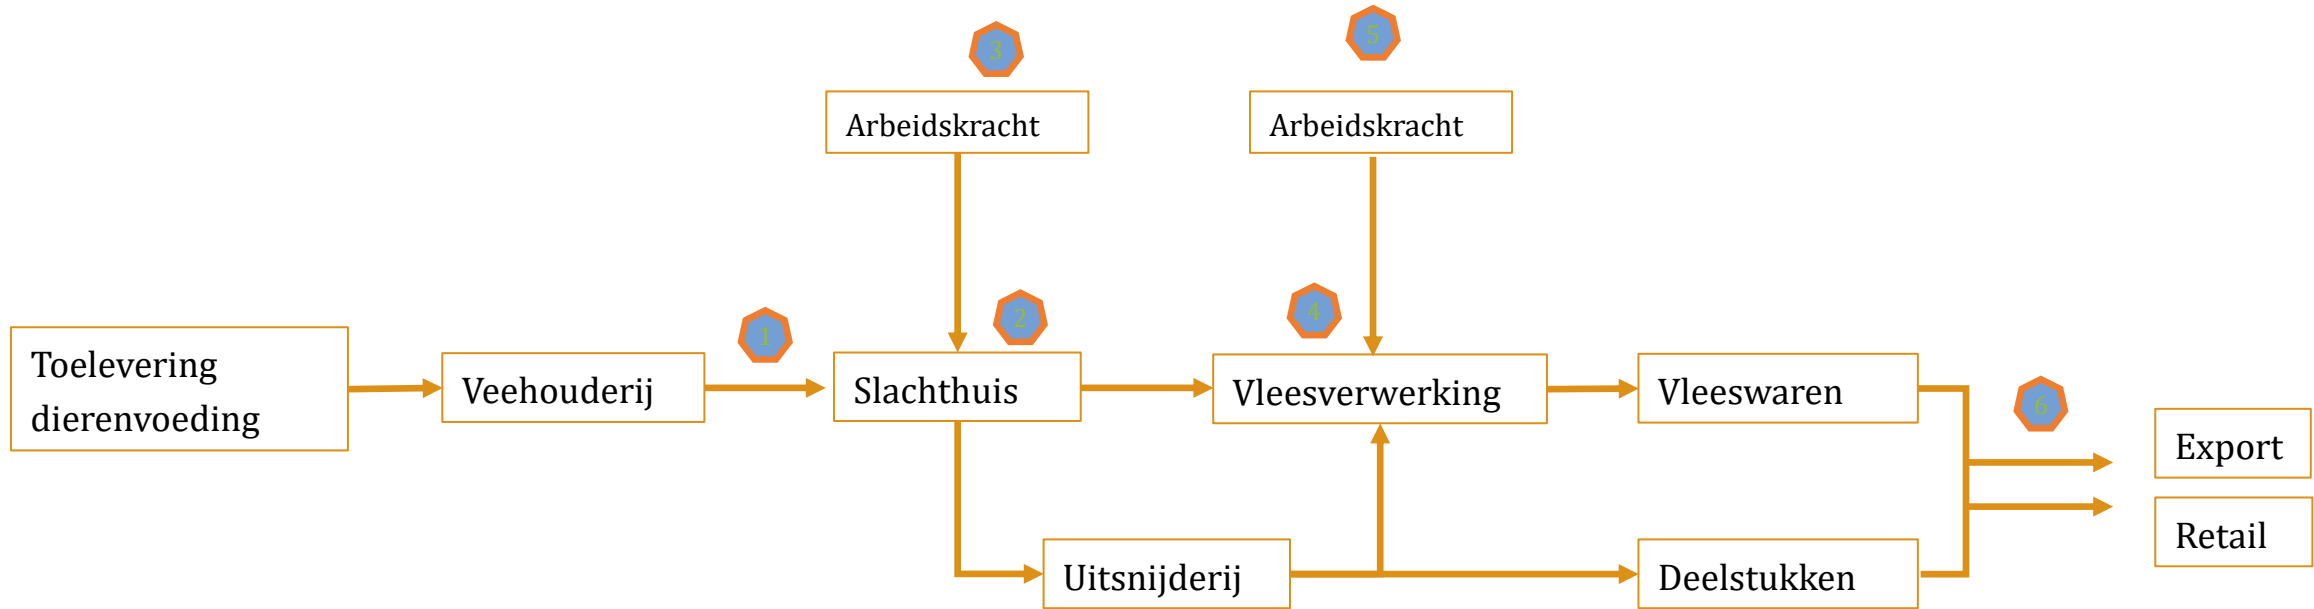 3
5
Arbeidskracht
Arbeidskracht
1
2
4
Toelevering
dierenvoeding
Veehouderij
Slachthuis
Vleesverwerking
Vleeswaren
6
Export
Retail
Uitsnijderij
Deelstukken